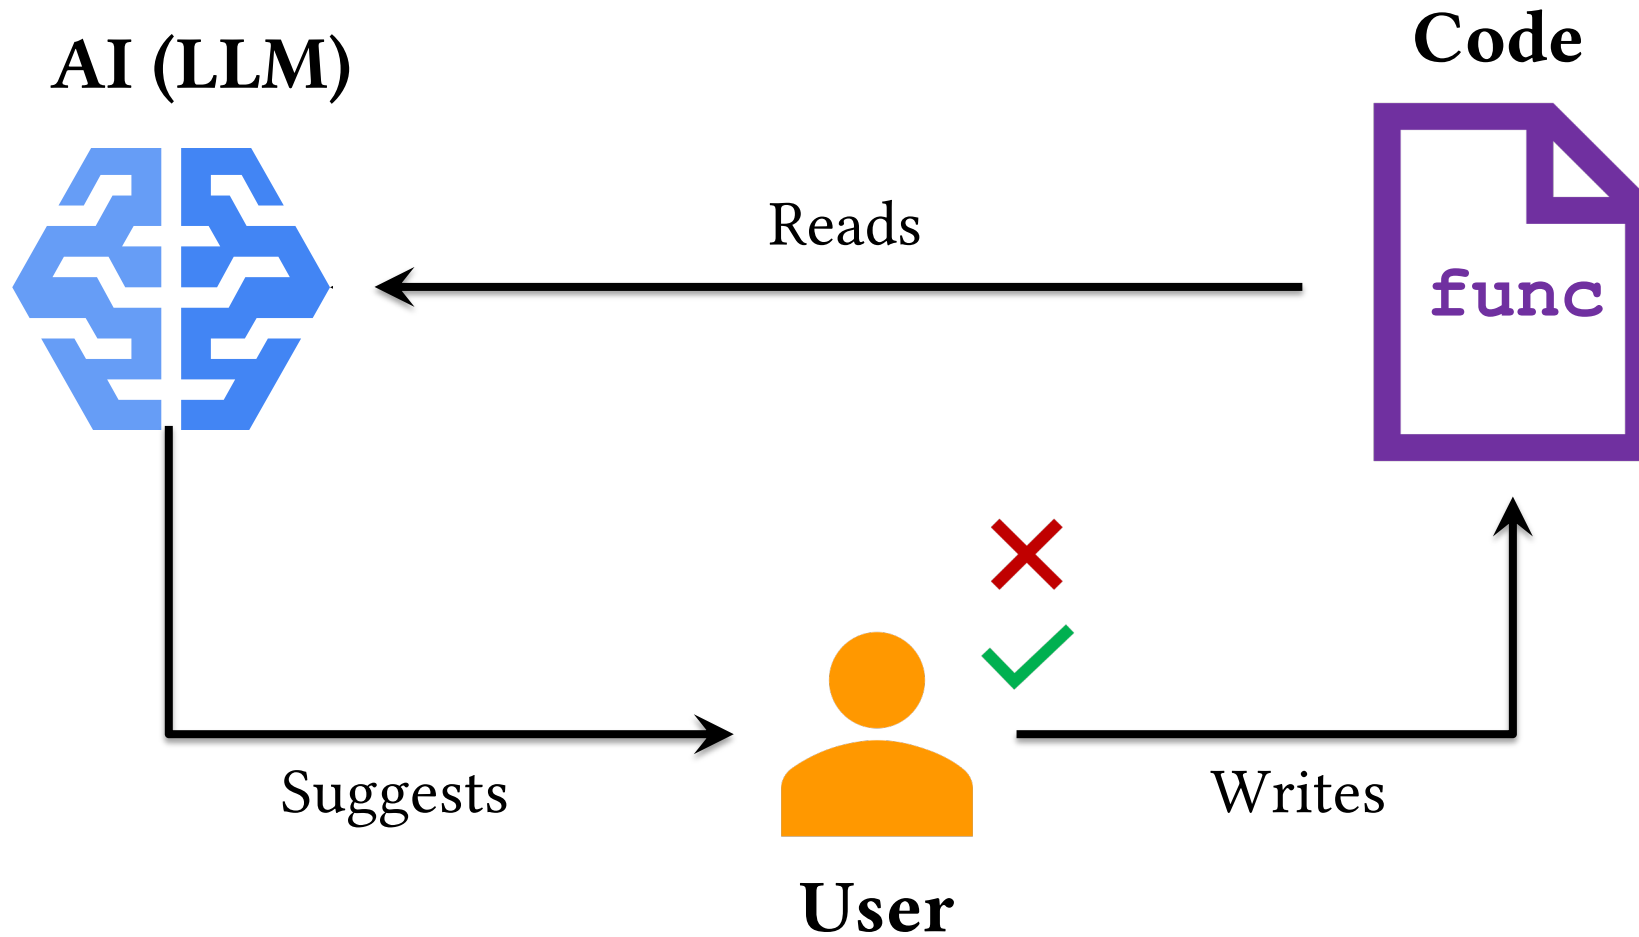 AI (LLM)
Code
Reads
func
Suggests
Writes
User